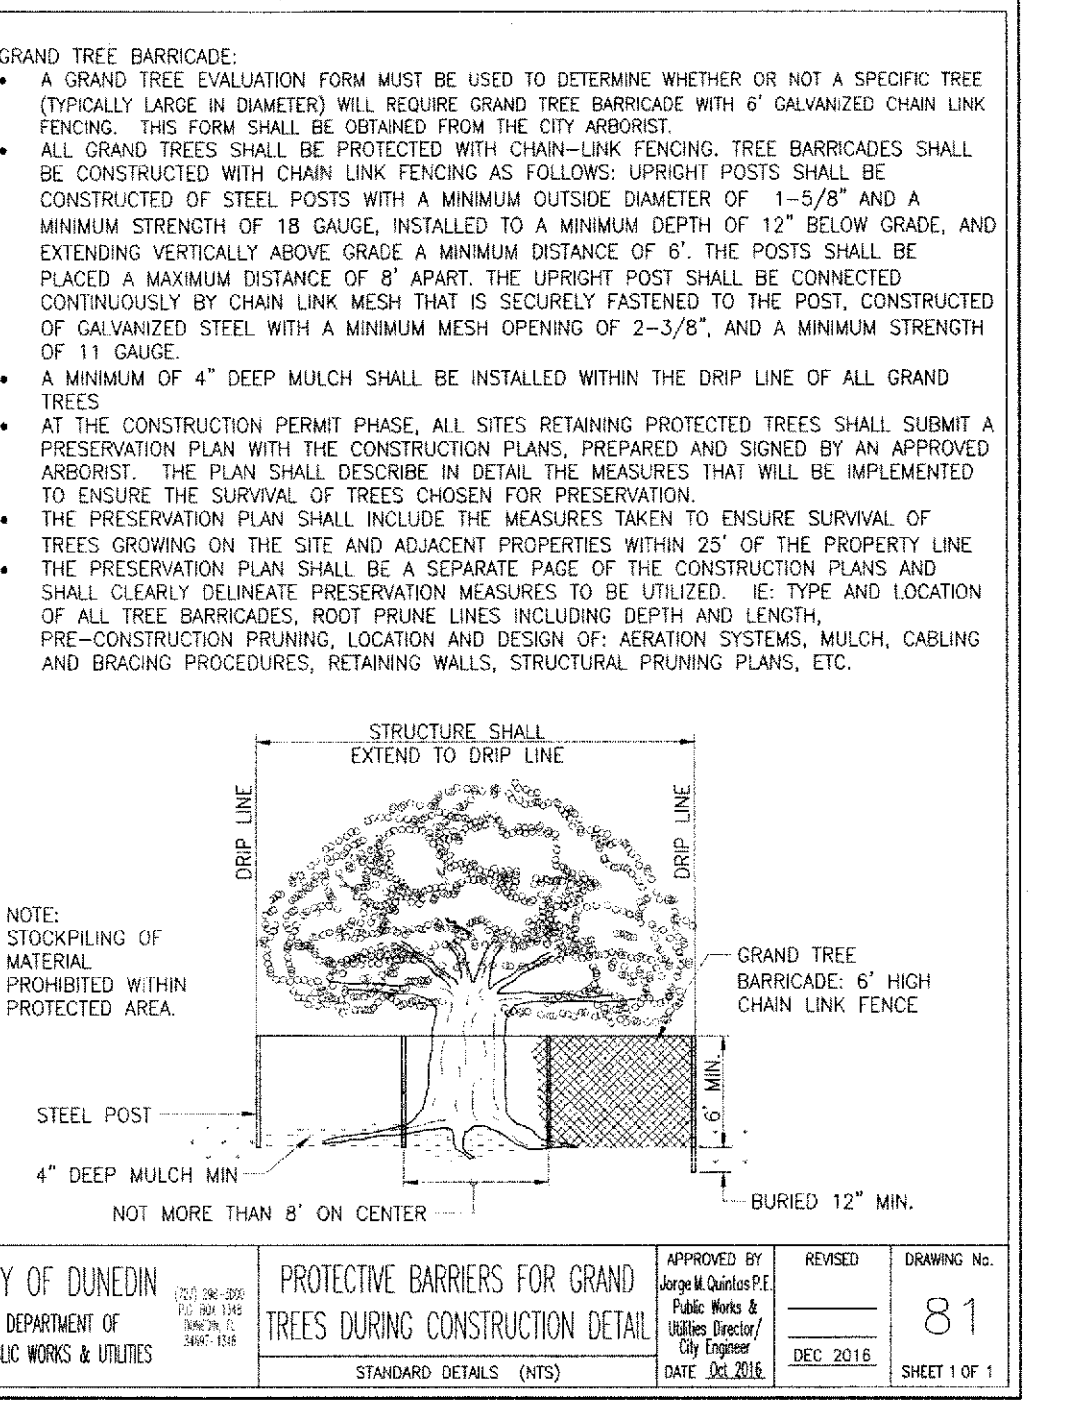 GRAND TREE BARRICADE:
• A GRAND TREE EVALUATION FORM MUST BE USED TO DETERMINE WHETHER OR NOT A SPECIFIC TREE
(TYPICALLY LARGE IN DIAMETER) WILL REQUIRE GRAND TREE BARRICADE WITH 6' GALVANIZED CHAIN LINK
FENCING. THIS FORM SHALL BE OBTAINED FROM THE CITY ARBORIST.
• ALL GRAND TREES SHALL BE PROTECTED WITH CHAIN-LINK FENCING. TREE BARRICADES SHALL
BE CONSTRUCTED WITH CHAIN LINK FENCING AS FOLLOWS: UPRIGHT POSTS SHALL BE
CONSTRUCTED OF STEEL POSTS WITH A MINIMUM OUTSIDE DIAMETER OF 1-5/8" AND A
MINIMUM STRENGTH OF 18 GAUGE, INSTALLED TO A MINIMUM DEPTH OF 12" BELOW GRADE, AND
EXTENDING VERTICALLY ABOVE GRADE A MINIMUM DISTANCE OF 6'. THE POSTS SHALL BE
PLACED A MAXIMUM DISTANCE OF 8' APART. THE UPRIGHT POST SHALL BE CONNECTED
CONTINUOUSLY BY CHAIN LINK MESH THAT IS SECURELY FASTENED TO THE POST, CONSTRUCTED
OF GALVANIZED STEEL WITH A MINIMUM MESH OPENING OF 2-3/8", AND A MINIMUM STRENGTH
OF 11 GAUGE.
• A MINIMUM OF 4" DEEP MULCH SHALL BE INSTALLED WITHIN THE DRIP LINE OF ALL GRAND
TREES
• AT THE CONSTRUCTION PERMIT PHASE, ALL SITES RETAINING PROTECTED TREES SHALL SUBMIT A
PRESERVATION PLAN WITH THE CONSTRUCTION PLANS, PREPARED AND SIGNED BY AN APPROVED
ARBORIST. THE PLAN SHALL DESCRIBE IN DETAIL THE MEASURES THAT WILL BE IMPLEMENTED
TO ENSURE THE SURVIVAL OF TREES CHOSEN FOR PRESERVATION.
• THE PRESERVATION PLAN SHALL INCLUDE THE MEASURES TAKEN TO ENSURE SURVIVAL OF
TREES GROWING ON THE SITE AND ADJACENT PROPERTIES WITHIN 25' OF THE PROPERTY LINE
• THE PRESERVATION PLAN SHALL BE A SEPARATE PAGE OF THE CONSTRUCTION PLANS AND
SHALL CLEARLY DELINEATE PRESERVATION MEASURES TO BE UTILIZED. IE: TYPE AND LOCATION
OF ALL TREE BARRICADES, ROOT PRUNE LINES INCLUDING DEPTH AND LENGTH,
PRE-CONSTRUCTION PRUNING, LOCATION AND DESIGN OF: AERATION SYSTEMS, MULCH, CABLING
AND BRACING PROCEDURES, RETAINING WALLS, STRUCTURAL PRUNING PLANS, ETC.
STRUCTURE SHALL
EXTEND TO DRIP LINE
DRIP LINE
DRIP LINE
NOTE:
STOCKPILING OF
MATERIAL
PROHIBITED WITHIN
PROTECTED AREA.
GRAND TREE
BARRICADE: 6' HIGH
CHAIN LINK FENCE
6' MIN.
STEEL POST
4" DEEP MULCH MIN
NOT MORE THAN 8' ON CENTER
BURIED 12" MIN.
Y OF DUNEDIN
DEPARTMENT OF
LIC WORKS & UTILITIES
P.O. BOX 1348
DUNEDIN, FL
34697-1348
PROTECTIVE BARRIERS FOR GRAND
TREES DURING CONSTRUCTION DETAIL
STANDARD DETAILS (NTS)
APPROVED BY
Jorge M. Quintas P.E.
Public Works &
Utilities Director/
City Engineer
DATE Oct 2016
REVISED
DEC 2016
DRAWING No.
81
SHEET 1 OF 1